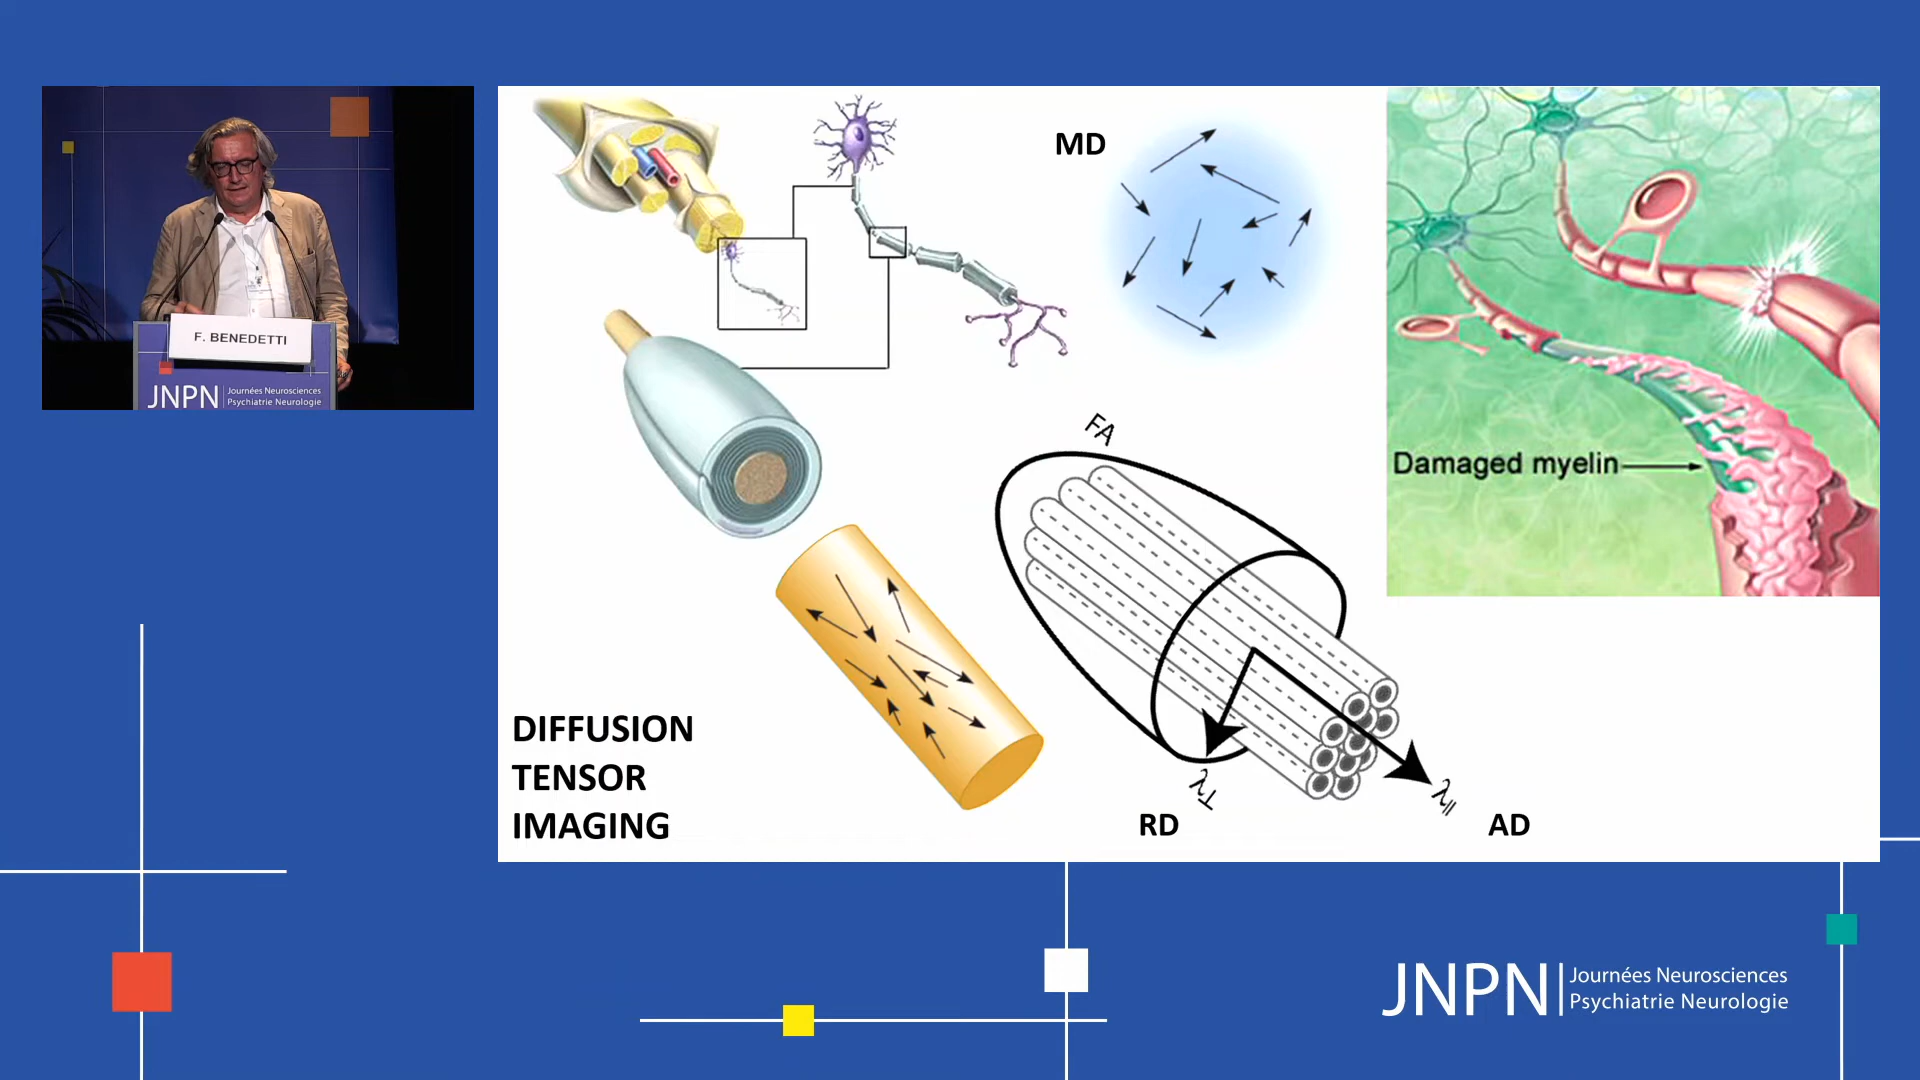 F. BENEDETTI
JNPN
Journées Neurosciences
Psychiatrie Neurologie
MD
FA
Damaged myelin
DIFFUSION
TENSOR
IMAGING
λ⊥
λ||
RD
AD
JNPN
Journées Neurosciences
Psychiatrie Neurologie